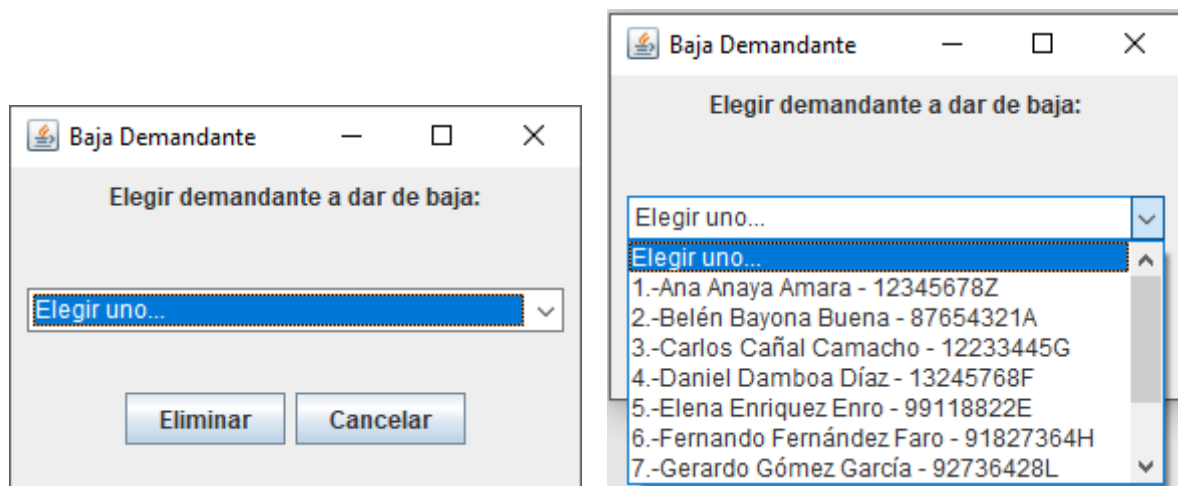 Baja Demandante
Elegir demandante a dar de baja:
Elegir uno...
Eliminar
Cancelar
Baja Demandante
Elegir demandante a dar de baja:
Elegir uno...
Elegir uno...
1.-Ana Anaya Amara - 12345678Z
2.-Belén Bayona Buena - 87654321A
3.-Carlos Cañal Camacho - 12233445G
4.-Daniel Damboa Díaz - 13245768F
5.-Elena Enriquez Enro - 99118822E
6.-Fernando Fernández Faro - 91827364H
7.-Gerardo Gómez García - 92736428L